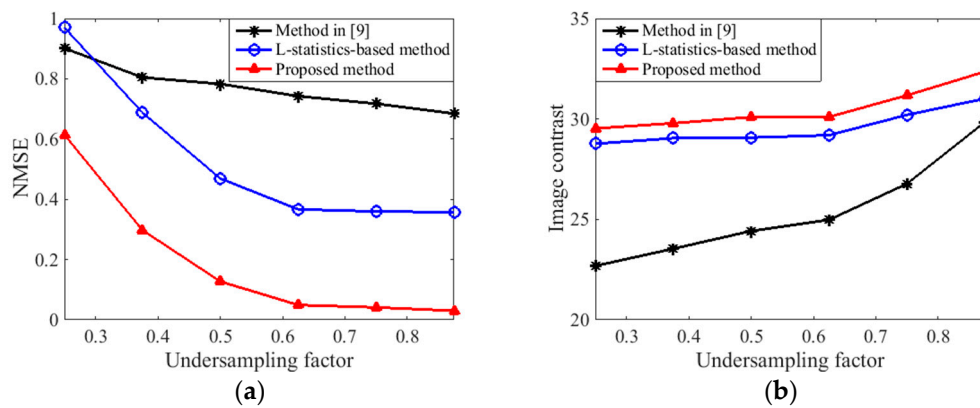 1
0.8
0.6
0.4
0.2
0
NMSE
Method in [9]
L-statistics-based method
Proposed method
0.3 0.4 0.5 0.6 0.7 0.8
Undersampling factor
(a)
35
30
25
20
Image contrast
Method in [9]
L-statistics-based method
Proposed method
0.3 0.4 0.5 0.6 0.7 0.8
Undersampling factor
(b)